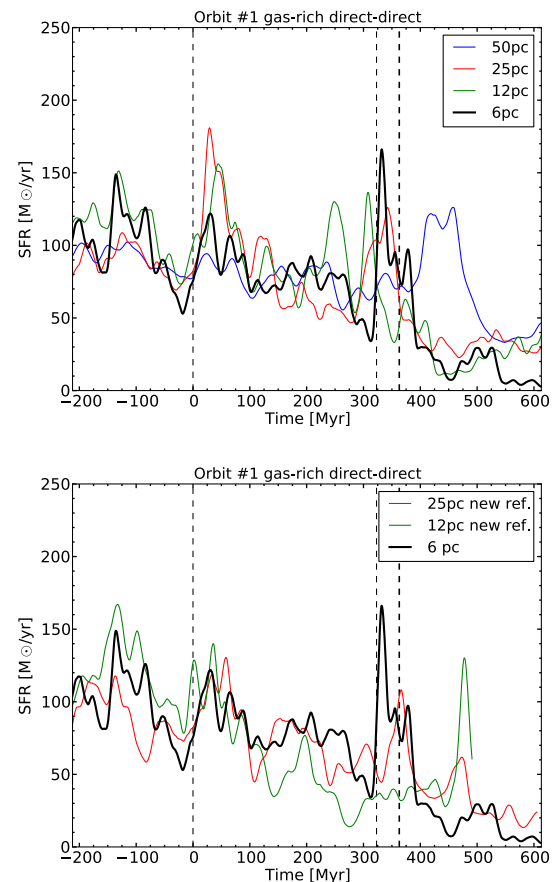 Orbit #1 gas-rich direct-direct
250
200
150
100
50
0
SFR [M⊙/yr]
50pc
25pc
12pc
6pc
−200 −100 0 100 200 300 400 500 600
Time [Myr]
Orbit #1 gas-rich direct-direct
250
200
150
100
50
0
SFR [M⊙/yr]
25pc new ref.
12pc new ref.
6 pc
−200 −100 0 100 200 300 400 500 600
Time [Myr]